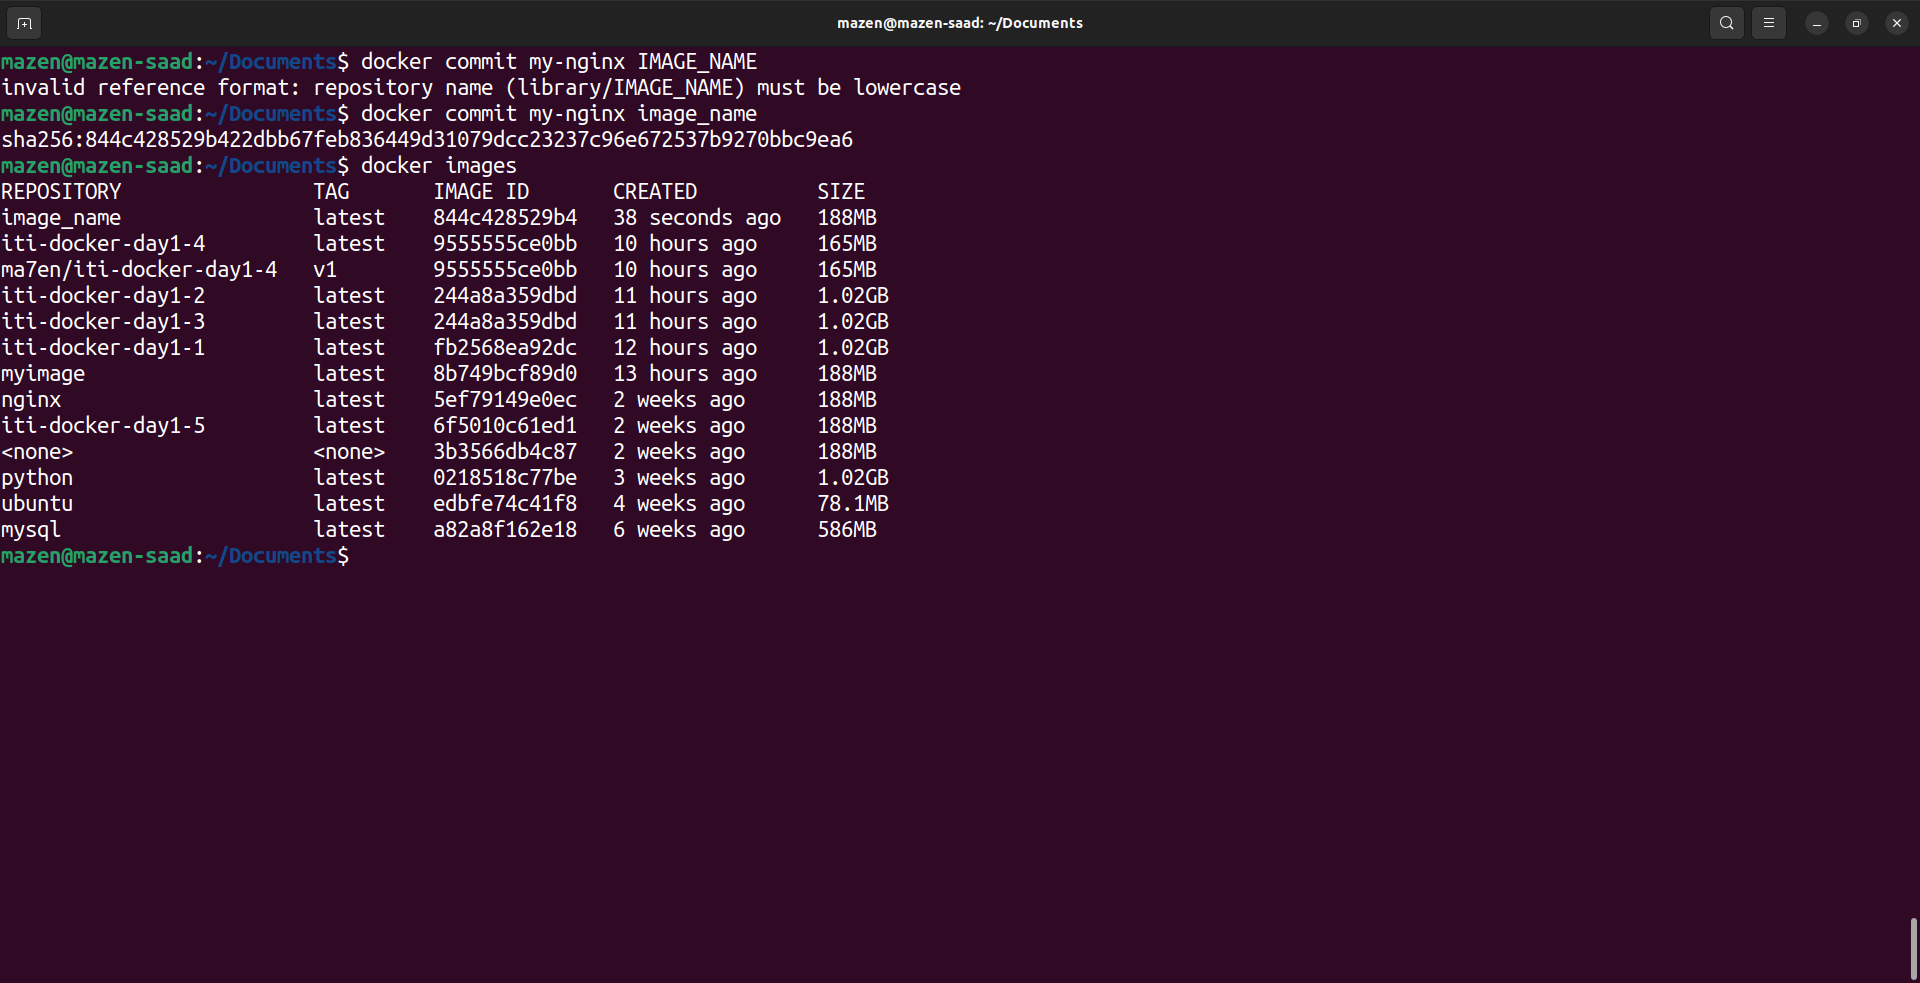 mazen@mazen-saad: ~/Documents
mazen@mazen-saad:~/Documents$ docker commit my-nginx IMAGE_NAME
invalid reference format: repository name (library/IMAGE_NAME) must be lowercase
mazen@mazen-saad:~/Documents$ docker commit my-nginx image_name
sha256:844c428529b422dbb67feb836449d31079dcc23237c96e672537b9270bbc9ea6
mazen@mazen-saad:~/Documents$ docker images
REPOSITORY                TAG       IMAGE ID       CREATED          SIZE
image_name                latest    844c428529b4   38 seconds ago   188MB
iti-docker-day1-4         latest    9555555ce0bb   10 hours ago     165MB
ma7en/iti-docker-day1-4   v1        9555555ce0bb   10 hours ago     165MB
iti-docker-day1-2         latest    244a8a359dbd   11 hours ago     1.02GB
iti-docker-day1-3         latest    244a8a359dbd   11 hours ago     1.02GB
iti-docker-day1-1         latest    fb2568ea92dc   12 hours ago     1.02GB
myimage                   latest    8b749bcf89d0   13 hours ago     188MB
nginx                     latest    5ef79149e0ec   2 weeks ago      188MB
iti-docker-day1-5         latest    6f5010c61ed1   2 weeks ago      188MB
<none>                    <none>    3b3566db4c87   2 weeks ago      188MB
python                    latest    0218518c77be   3 weeks ago      1.02GB
ubuntu                    latest    edbfe74c41f8   4 weeks ago      78.1MB
mysql                     latest    a82a8f162e18   6 weeks ago      586MB
mazen@mazen-saad:~/Documents$